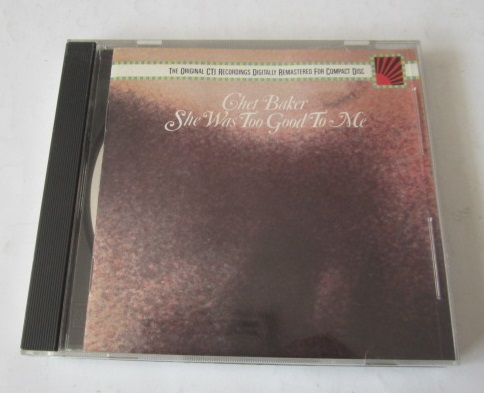 The Original CTI Recordings Digitally Remastered For Compact Disc
Chet Baker
She Was Too Good To Me